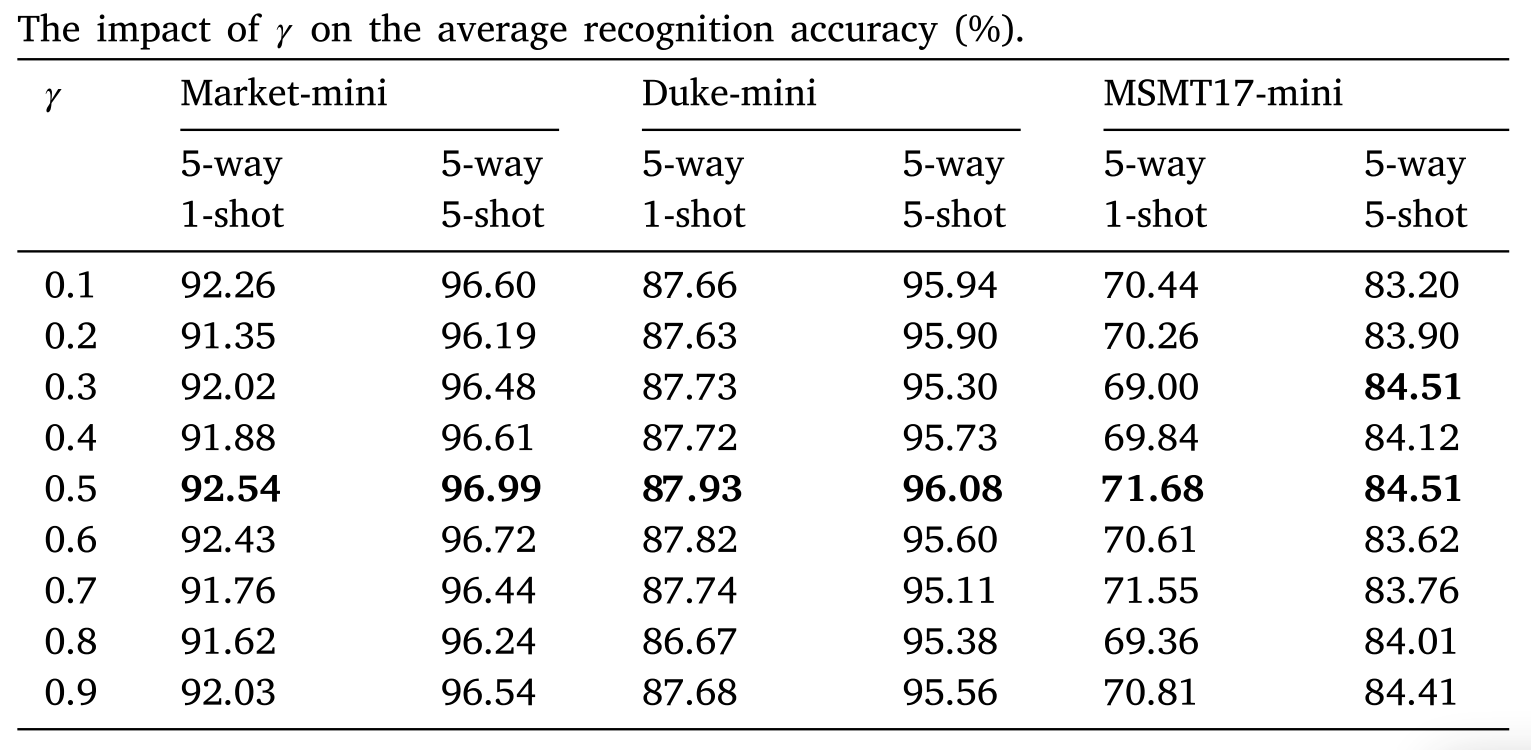 The impact of γ on the average recognition accuracy (%).
γ Market-mini Duke-mini MSMT17-mini
5-way 5-way 5-way 5-way 5-way 5-way
1-shot 5-shot 1-shot 5-shot 1-shot 5-shot
0.1 92.26 96.60 87.66 95.94 70.44 83.20
0.2 91.35 96.19 87.63 95.90 70.26 83.90
0.3 92.02 96.48 87.73 95.30 69.00 84.51
0.4 91.88 96.61 87.72 95.73 69.84 84.12
0.5 92.54 96.99 87.93 96.08 71.68 84.51
0.6 92.43 96.72 87.82 95.60 70.61 83.62
0.7 91.76 96.44 87.74 95.11 71.55 83.76
0.8 91.62 96.24 86.67 95.38 69.36 84.01
0.9 92.03 96.54 87.68 95.56 70.81 84.41